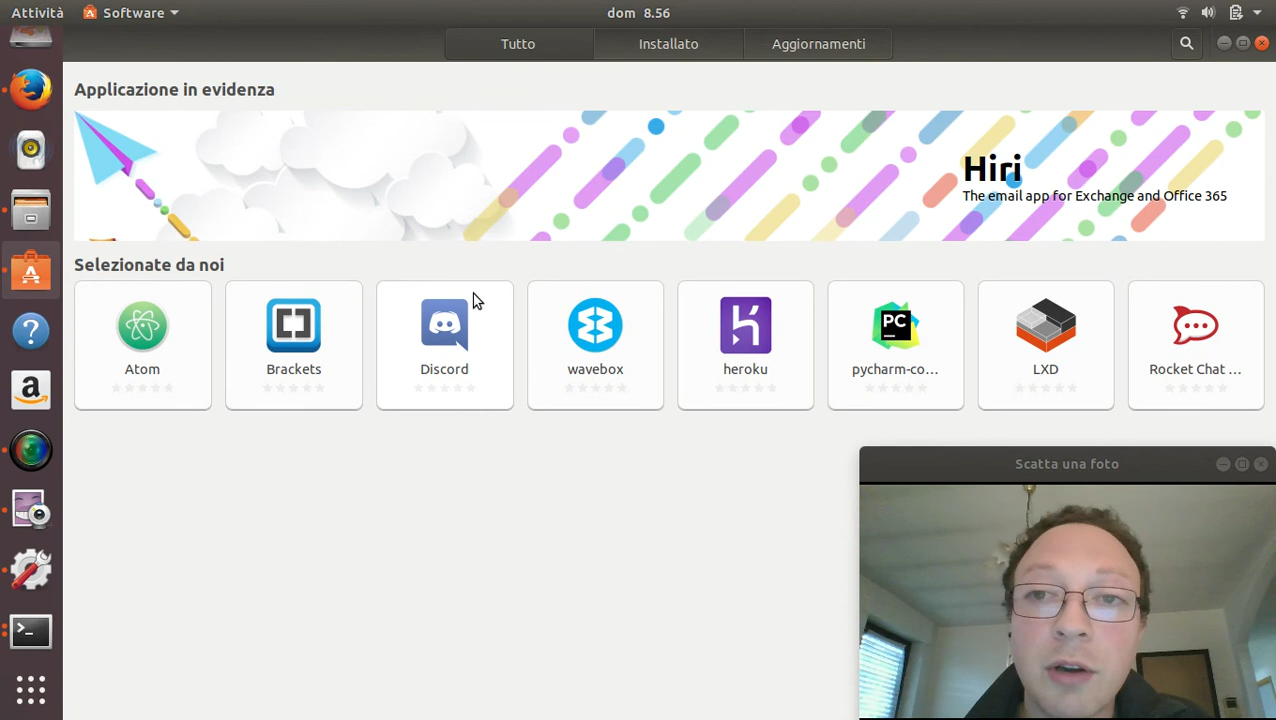 Attività
Software
dom 8.56
Tutto
Installato
Aggiornamenti
Applicazione in evidenza
Hiri
The email app for Exchange and Office 365
Selezionate da noi
Atom
Brackets
Discord
wavebox
heroku
PC
pycharm-co...
LXD
Rocket Chat ...
Scatta una foto